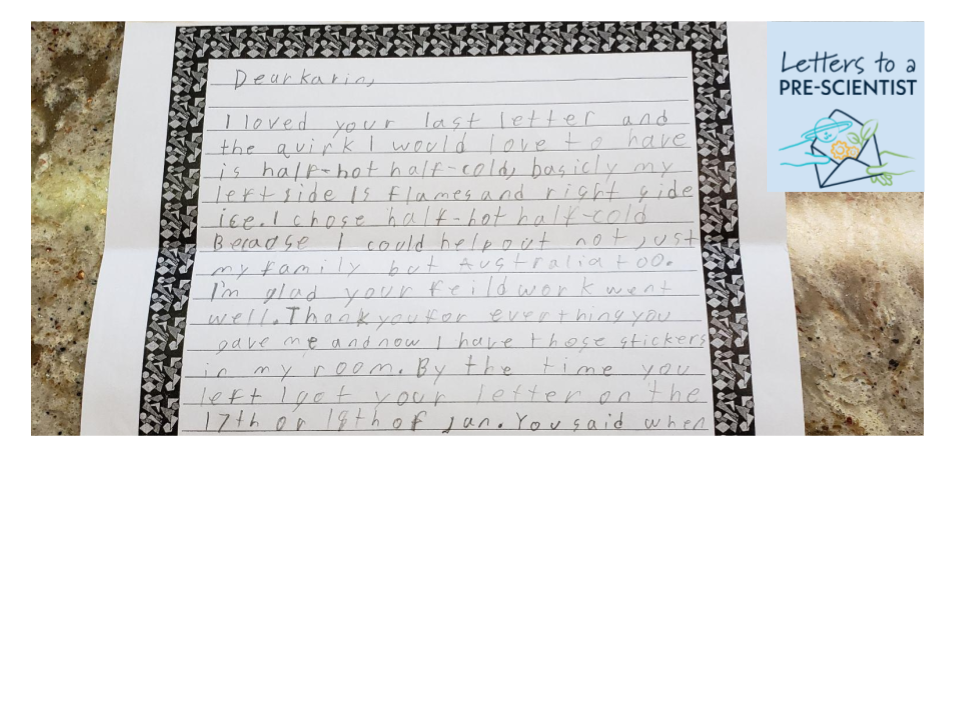 Letters to a
PRE-SCIENTIST
Dear Karin,
I loved your last letter and
the quirk I would love to have
is half-hot half-cold, basicly my
left side Is flames and right side
ice. I chose half-hot half-cold
Becaose I could help out not just
my family but Australia too.
I'm glad your feild work went
well. Thank you for everthing you
gave me and now I have those stickers
in my room. By the time you
left I got your letter on the
17th or 18th of Jan. You said when